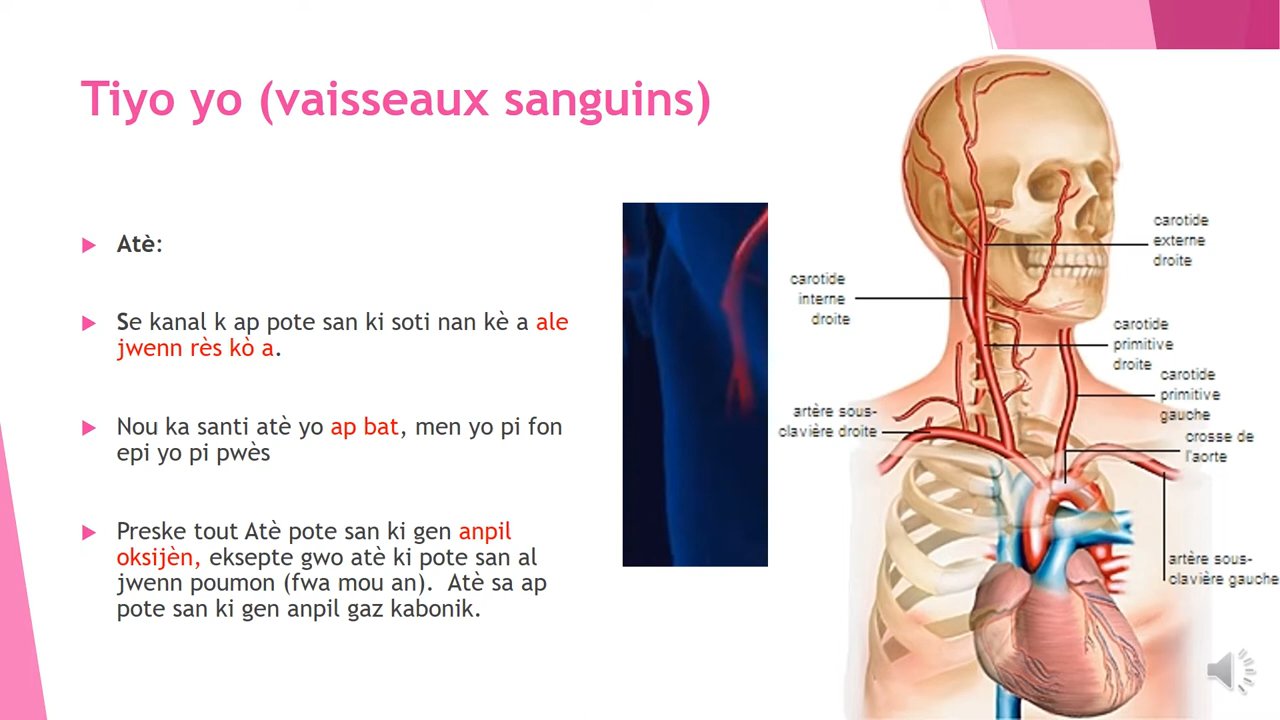 Tiyo yo (vaisseaux sanguins)
Atè:
Se kanal k ap pote san ki soti nan kè a ale
jwenn rès kò a.
Nou ka santi atè yo ap bat, men yo pi fon
epi yo pi pwès
Preske tout Atè pote san ki gen anpil
oksijèn, eksepte gwo atè ki pote san al
jwenn poumon (fwa mou an). Atè sa ap
pote san ki gen anpil gaz kabonik.
carotide
externe
droite
carotide
interne
droite
carotide
primitive
droite
carotide
primitive
gauche
artère sous-
clavière droite
crosse de
l'aorte
artère sous-
clavière gauche